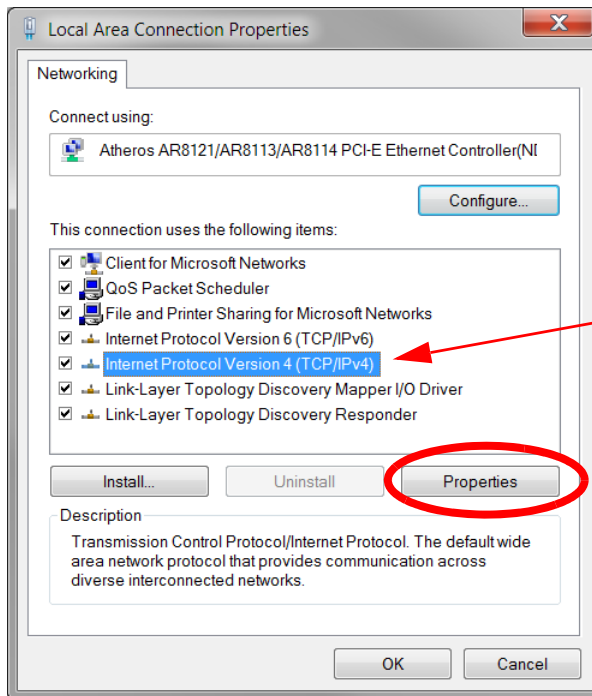 Local Area Connection Properties
Networking
Connect using:
Atheros AR8121/AR8113/AR8114 PCI-E Ethernet Controller(NI
Configure...
This connection uses the following items:
Client for Microsoft Networks
QoS Packet Scheduler
File and Printer Sharing for Microsoft Networks
Internet Protocol Version 6 (TCP/IPv6)
Internet Protocol Version 4 (TCP/IPv4)
Link-Layer Topology Discovery Mapper I/O Driver
Link-Layer Topology Discovery Responder
Install... Uninstall Properties
Description
Transmission Control Protocol/Internet Protocol. The default wide
area network protocol that provides communication across
diverse interconnected networks.
OK Cancel